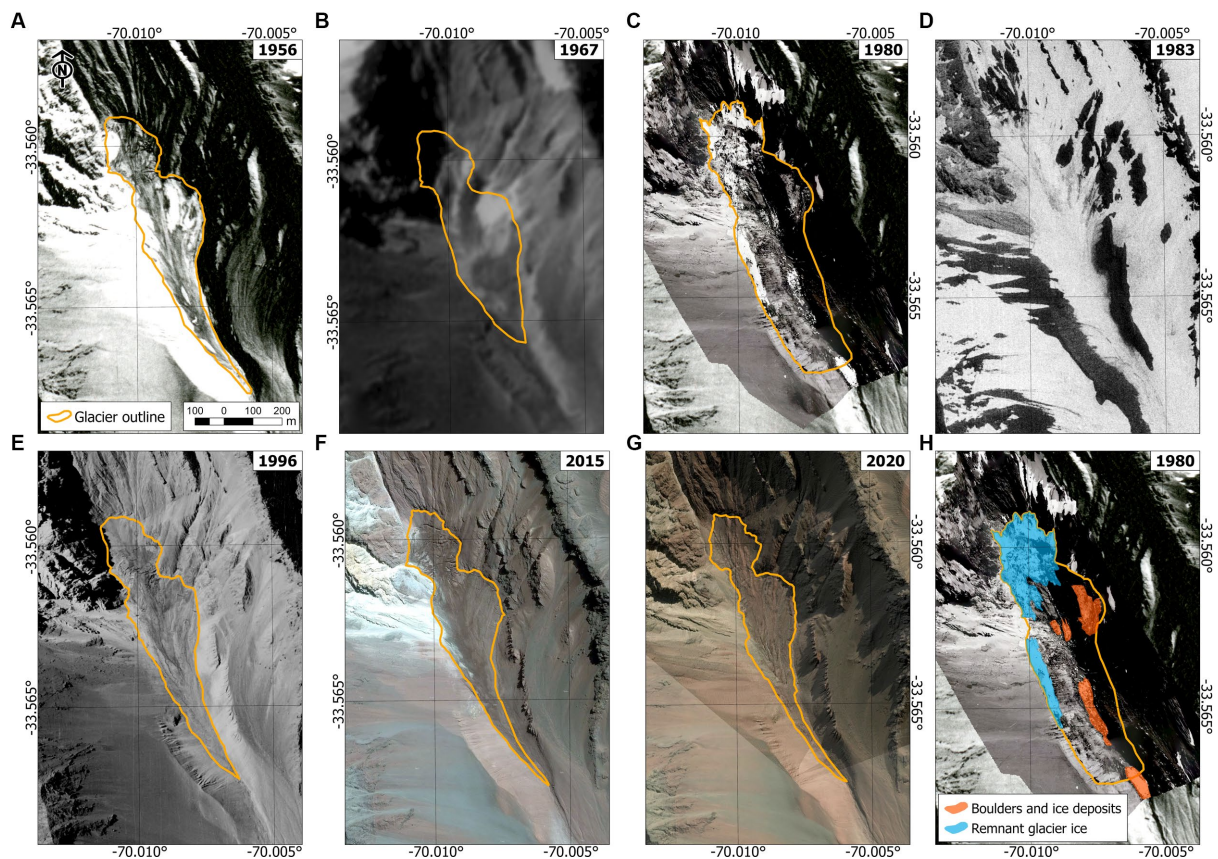 A
B
C
D
-70.010° -70.005°
-70.010° -70.005°
-70.010° -70.005°
-70.010° -70.005°
1956
1967
1980
1983
N
-33.560°
-33.565°
-33.560°
-33.565°
-33.560
-33.565
-33.560°
-33.565°
Glacier outline
100 0 100 200
m
E
F
G
H
1996
2015
2020
1980
-33.560°
-33.565°
-33.560°
-33.565°
-33.560°
-33.565°
-33.560°
-33.565°
Boulders and ice deposits
Remnant glacier ice
-70.010° -70.005°
-70.010° -70.005°
-70.010° -70.005°
-70.010° -70.005°